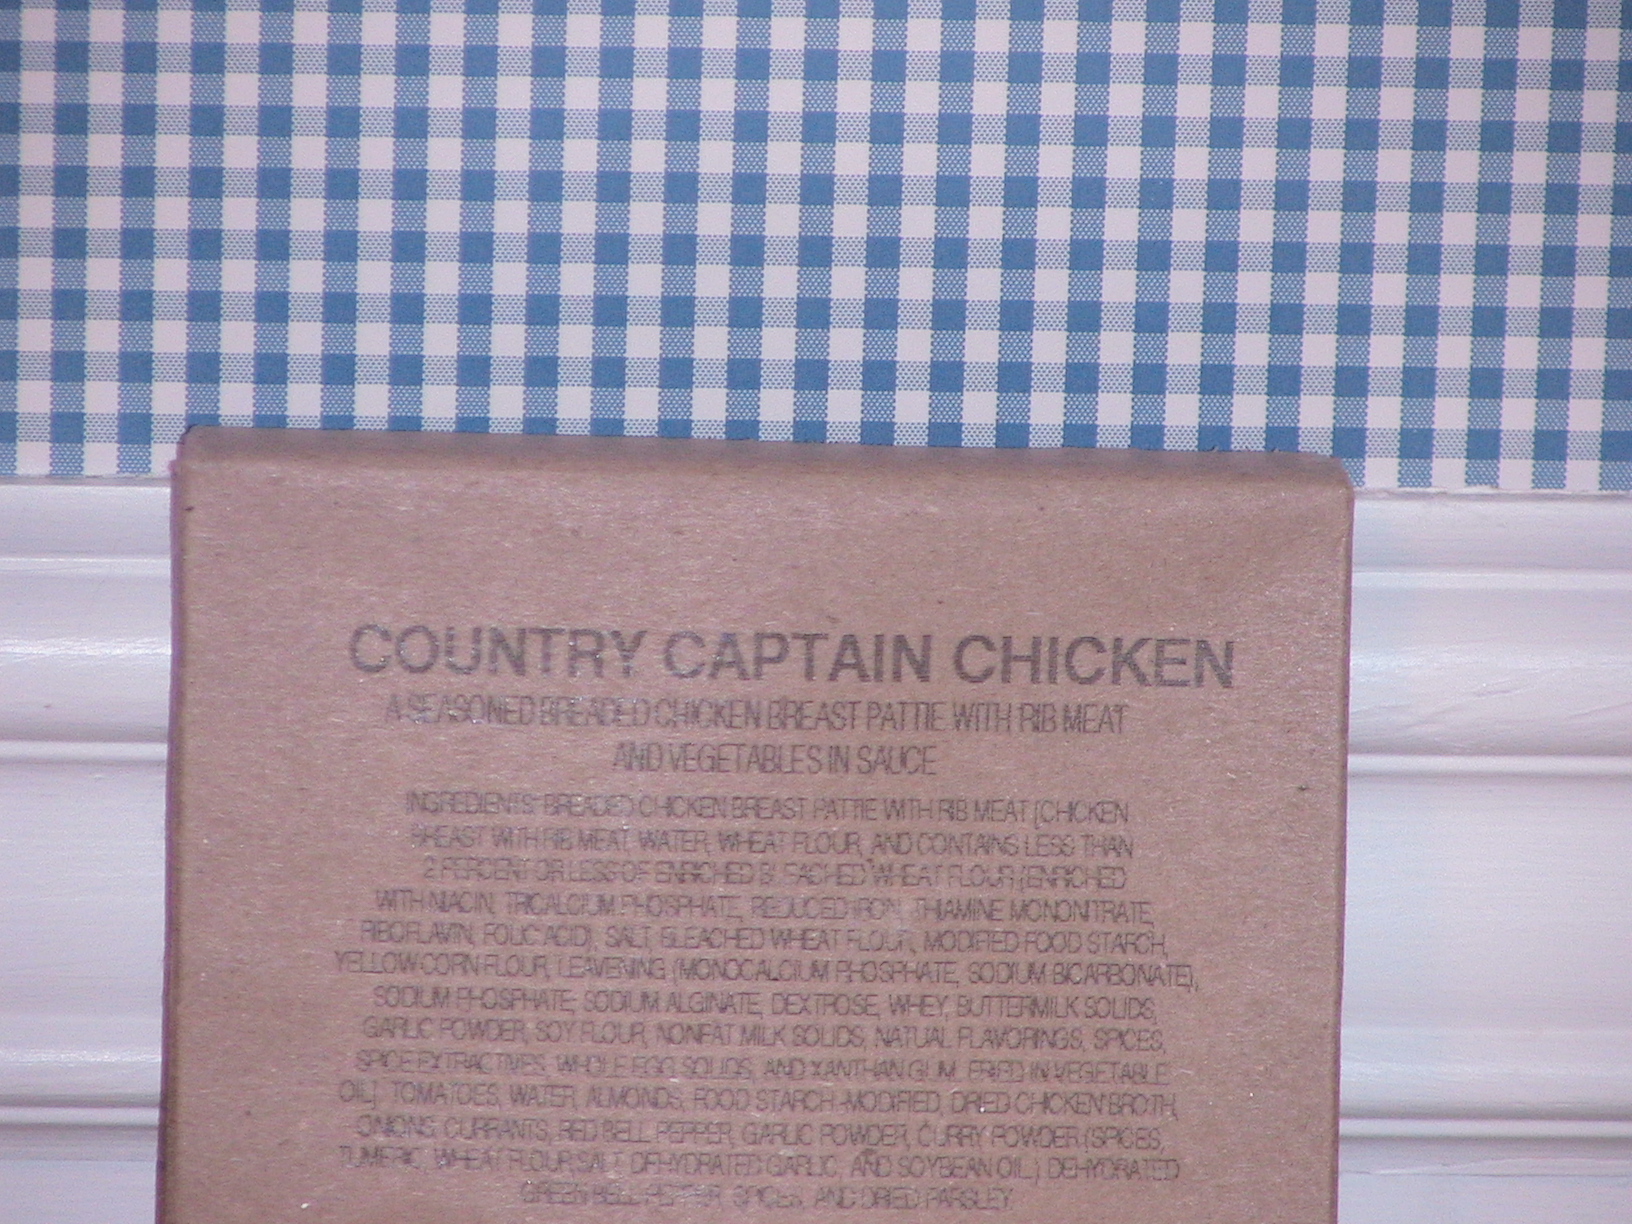 COUNTRY CAPTAIN CHICKEN
A SEASONED BREADED CHICKEN BREAST PATTIE WITH RIB MEAT
AND VEGETABLES IN SAUCE
INGREDIENTS: BREADED CHICKEN BREAST PATTIE WITH RIB MEAT (CHICKEN
BREAST WITH RIB MEAT, WATER, WHEAT FLOUR, AND CONTAINS LESS THAN
2 PERCENT OR LESS OF ENRICHED BLEACHED WHEAT FLOUR (ENRICHED
WITH NIACIN, TRICALCIUM PHOSPHATE, REDUCED IRON, THIAMINE MONONITRATE,
RIBOFLAVIN, FOLIC ACID), SALT, BLEACHED WHEAT FLOUR, MODIFIED FOOD STARCH,
YELLOW CORN FLOUR, LEAVENING (MONOCALCIUM PHOSPHATE, SODIUM BICARBONATE),
SODIUM PHOSPHATE, SODIUM ALGINATE, DEXTROSE, WHEY, BUTTERMILK SOLIDS,
GARLIC POWDER, SOY FLOUR, NONFAT MILK SOLIDS, NATURAL FLAVORINGS, SPICES,
SPICE EXTRACTIVES, WHOLE EGG SOLIDS, AND XANTHAN GUM, FRIED IN VEGETABLE
OIL), TOMATOES, WATER, ALMONDS, FOOD STARCH-MODIFIED, DRIED CHICKEN BROTH,
ONIONS, CURRANTS, RED BELL PEPPER, GARLIC POWDER, CURRY POWDER (SPICES,
TUMERIC, WHEAT FLOUR, SALT, DEHYDRATED GARLIC, AND SOYBEAN OIL,) DEHYDRATED
GREEN BELL PEPPER, SPICES, AND DRIED PARSLEY.